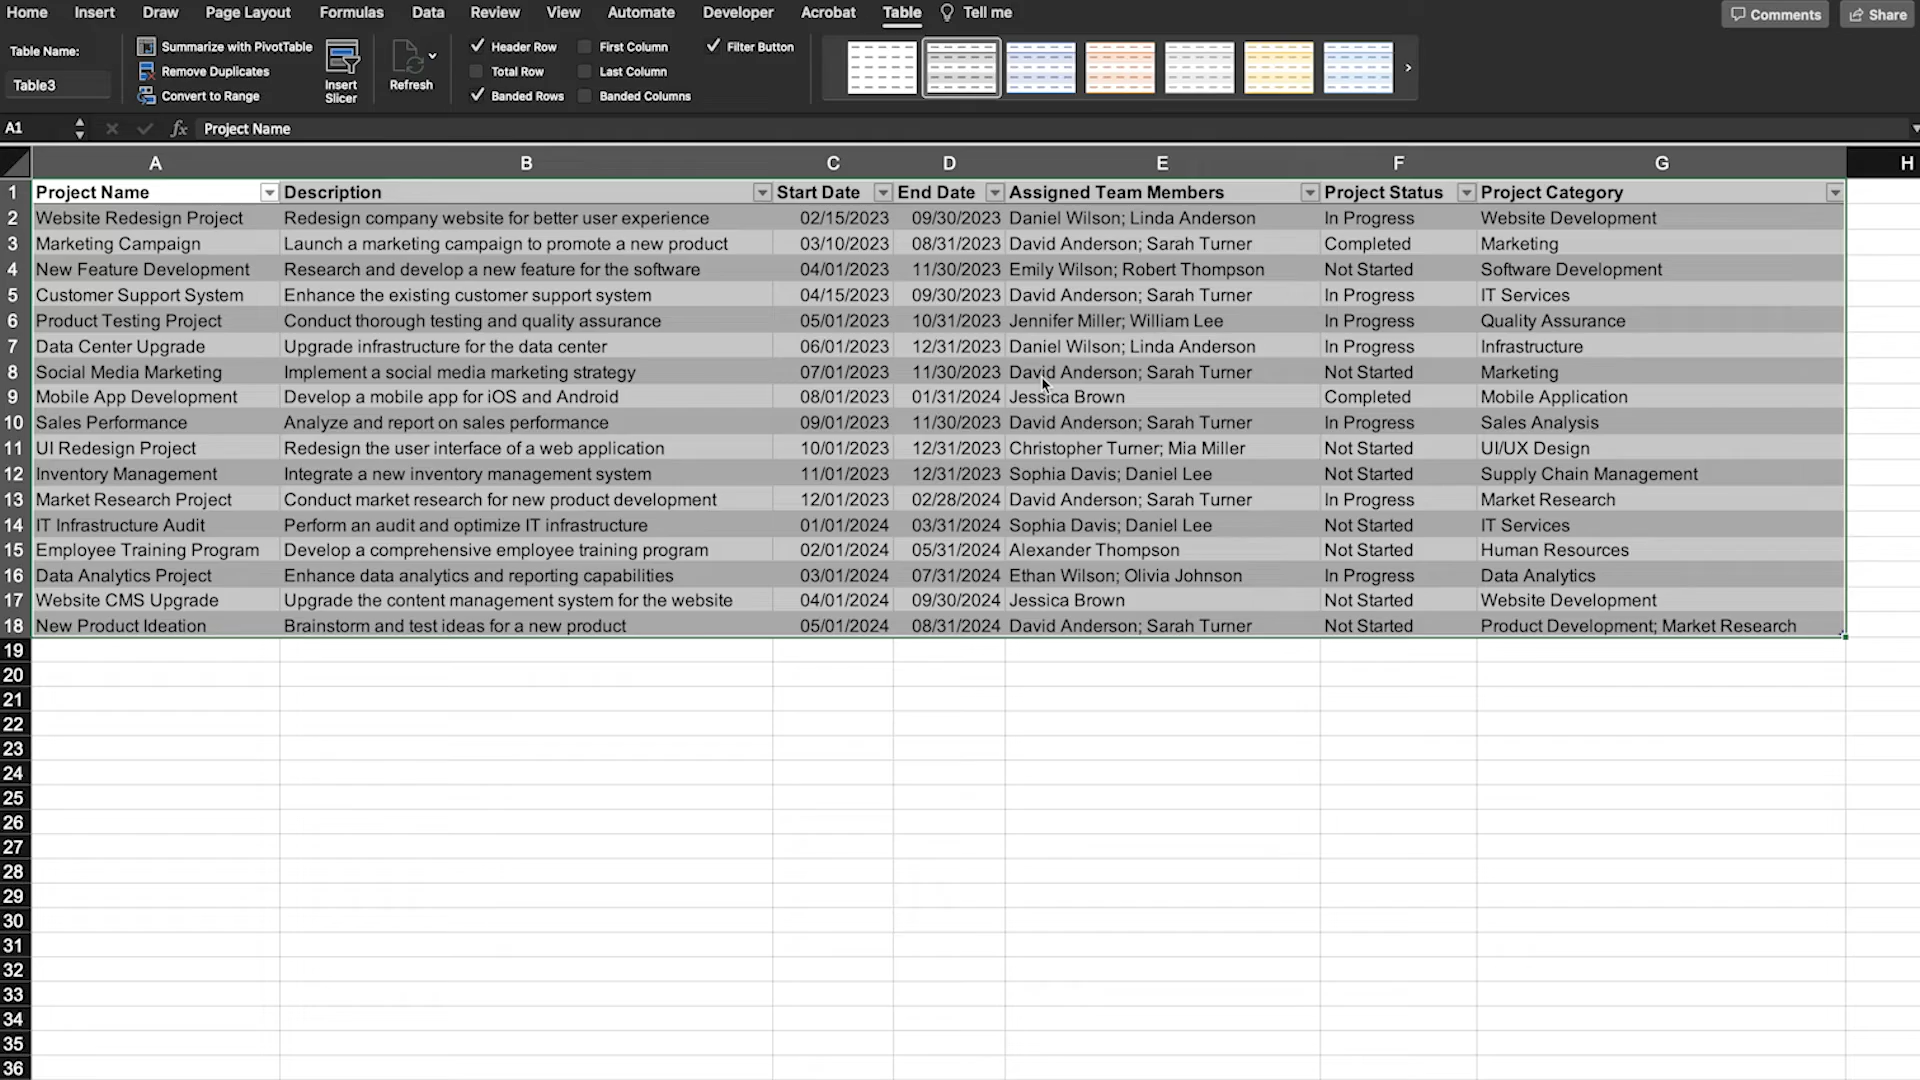 Home Insert Draw Page Layout Formulas Data Review View Automate Developer Acrobat Table Tell me Comments Share
Table Name:
Table3
Summarize with PivotTable
Remove Duplicates
Convert to Range
Insert
Slicer
Refresh
Header Row First Column Filter Button
Total Row Last Column
Banded Rows Banded Columns
A1 fx Project Name
A B C D E F G H
1 Project Name Description Start Date End Date Assigned Team Members Project Status Project Category
2 Website Redesign Project Redesign company website for better user experience 02/15/2023 09/30/2023 Daniel Wilson; Linda Anderson In Progress Website Development
3 Marketing Campaign Launch a marketing campaign to promote a new product 03/10/2023 08/31/2023 David Anderson; Sarah Turner Completed Marketing
4 New Feature Development Research and develop a new feature for the software 04/01/2023 11/30/2023 Emily Wilson; Robert Thompson Not Started Software Development
5 Customer Support System Enhance the existing customer support system 04/15/2023 09/30/2023 David Anderson; Sarah Turner In Progress IT Services
6 Product Testing Project Conduct thorough testing and quality assurance 05/01/2023 10/31/2023 Jennifer Miller; William Lee In Progress Quality Assurance
7 Data Center Upgrade Upgrade infrastructure for the data center 06/01/2023 12/31/2023 Daniel Wilson; Linda Anderson In Progress Infrastructure
8 Social Media Marketing Implement a social media marketing strategy 07/01/2023 11/30/2023 David Anderson; Sarah Turner Not Started Marketing
9 Mobile App Development Develop a mobile app for iOS and Android 08/01/2023 01/31/2024 Jessica Brown Completed Mobile Application
10 Sales Performance Analyze and report on sales performance 09/01/2023 11/30/2023 David Anderson; Sarah Turner In Progress Sales Analysis
11 UI Redesign Project Redesign the user interface of a web application 10/01/2023 12/31/2023 Christopher Turner; Mia Miller Not Started UI/UX Design
12 Inventory Management Integrate a new inventory management system 11/01/2023 12/31/2023 Sophia Davis; Daniel Lee Not Started Supply Chain Management
13 Market Research Project Conduct market research for new product development 12/01/2023 02/28/2024 David Anderson; Sarah Turner In Progress Market Research
14 IT Infrastructure Audit Perform an audit and optimize IT infrastructure 01/01/2024 03/31/2024 Sophia Davis; Daniel Lee Not Started IT Services
15 Employee Training Program Develop a comprehensive employee training program 02/01/2024 05/31/2024 Alexander Thompson Not Started Human Resources
16 Data Analytics Project Enhance data analytics and reporting capabilities 03/01/2024 07/31/2024 Ethan Wilson; Olivia Johnson In Progress Data Analytics
17 Website CMS Upgrade Upgrade the content management system for the website 04/01/2024 09/30/2024 Jessica Brown Not Started Website Development
18 New Product Ideation Brainstorm and test ideas for a new product 05/01/2024 08/31/2024 David Anderson; Sarah Turner Not Started Product Development; Market Research
19
20
21
22
23
24
25
26
27
28
29
30
31
32
33
34
35
36